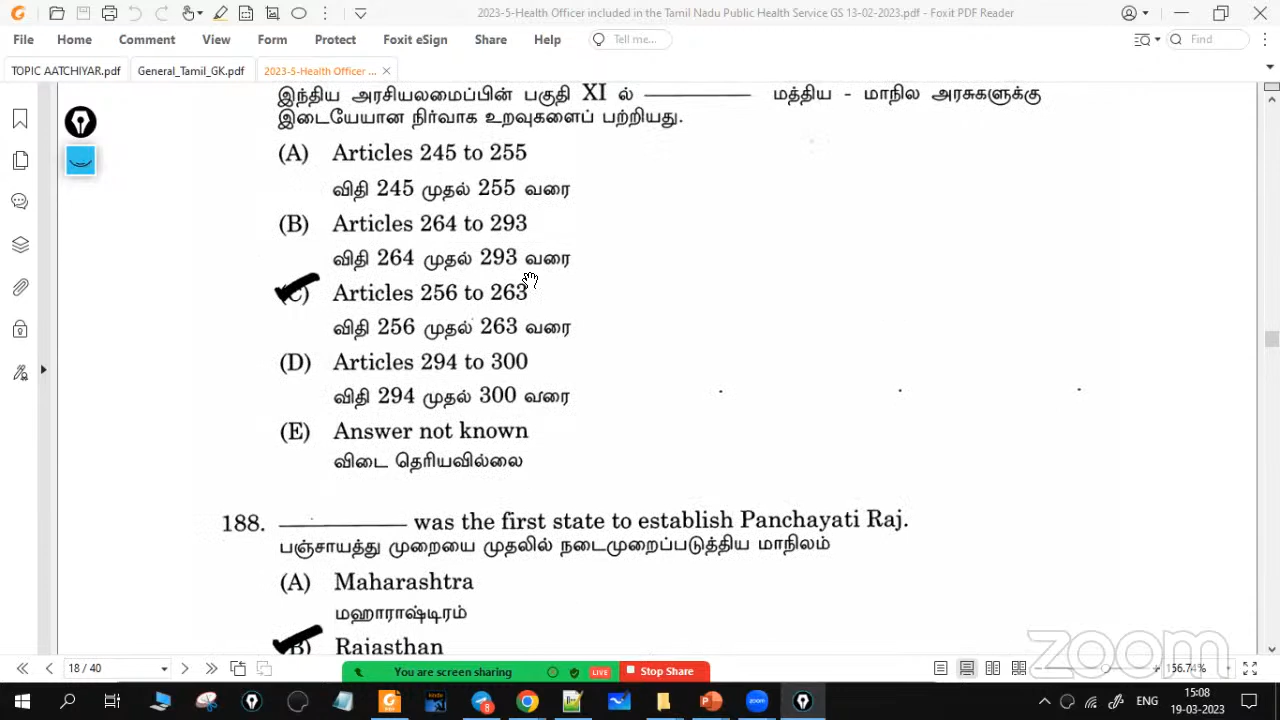 2023-5-Health Officer included in the Tamil Nadu Public Health Service GS 13-02-2023.pdf - Foxit PDF Reader
File Home Comment View Form Protect Foxit eSign Share Help Tell me... Find
TOPIC AATCHIYAR.pdf General_Tamil_GK.pdf 2023-5-Health Officer ...
இந்திய அரசியலமைப்பின் பகுதி XI ல் ————— மத்திய - மாநில அரசுகளுக்கு
இடையேயான நிர்வாக உறவுகளைப் பற்றியது.
(A) Articles 245 to 255
விதி 245 முதல் 255 வரை
(B) Articles 264 to 293
விதி 264 முதல் 293 வரை
(C) Articles 256 to 263
விதி 256 முதல் 263 வரை
(D) Articles 294 to 300
விதி 294 முதல் 300 வரை
(E) Answer not known
விடை தெரியவில்லை
188. ————— was the first state to establish Panchayati Raj.
பஞ்சாயத்து முறையை முதலில் நடைமுறைப்படுத்திய மாநிலம்
(A) Maharashtra
மஹாராஷ்டிரம்
(B) Rajasthan
zoom
18 / 40 You are screen sharing LIVE Stop Share 156.74%
ENG 15:08
19-03-2023